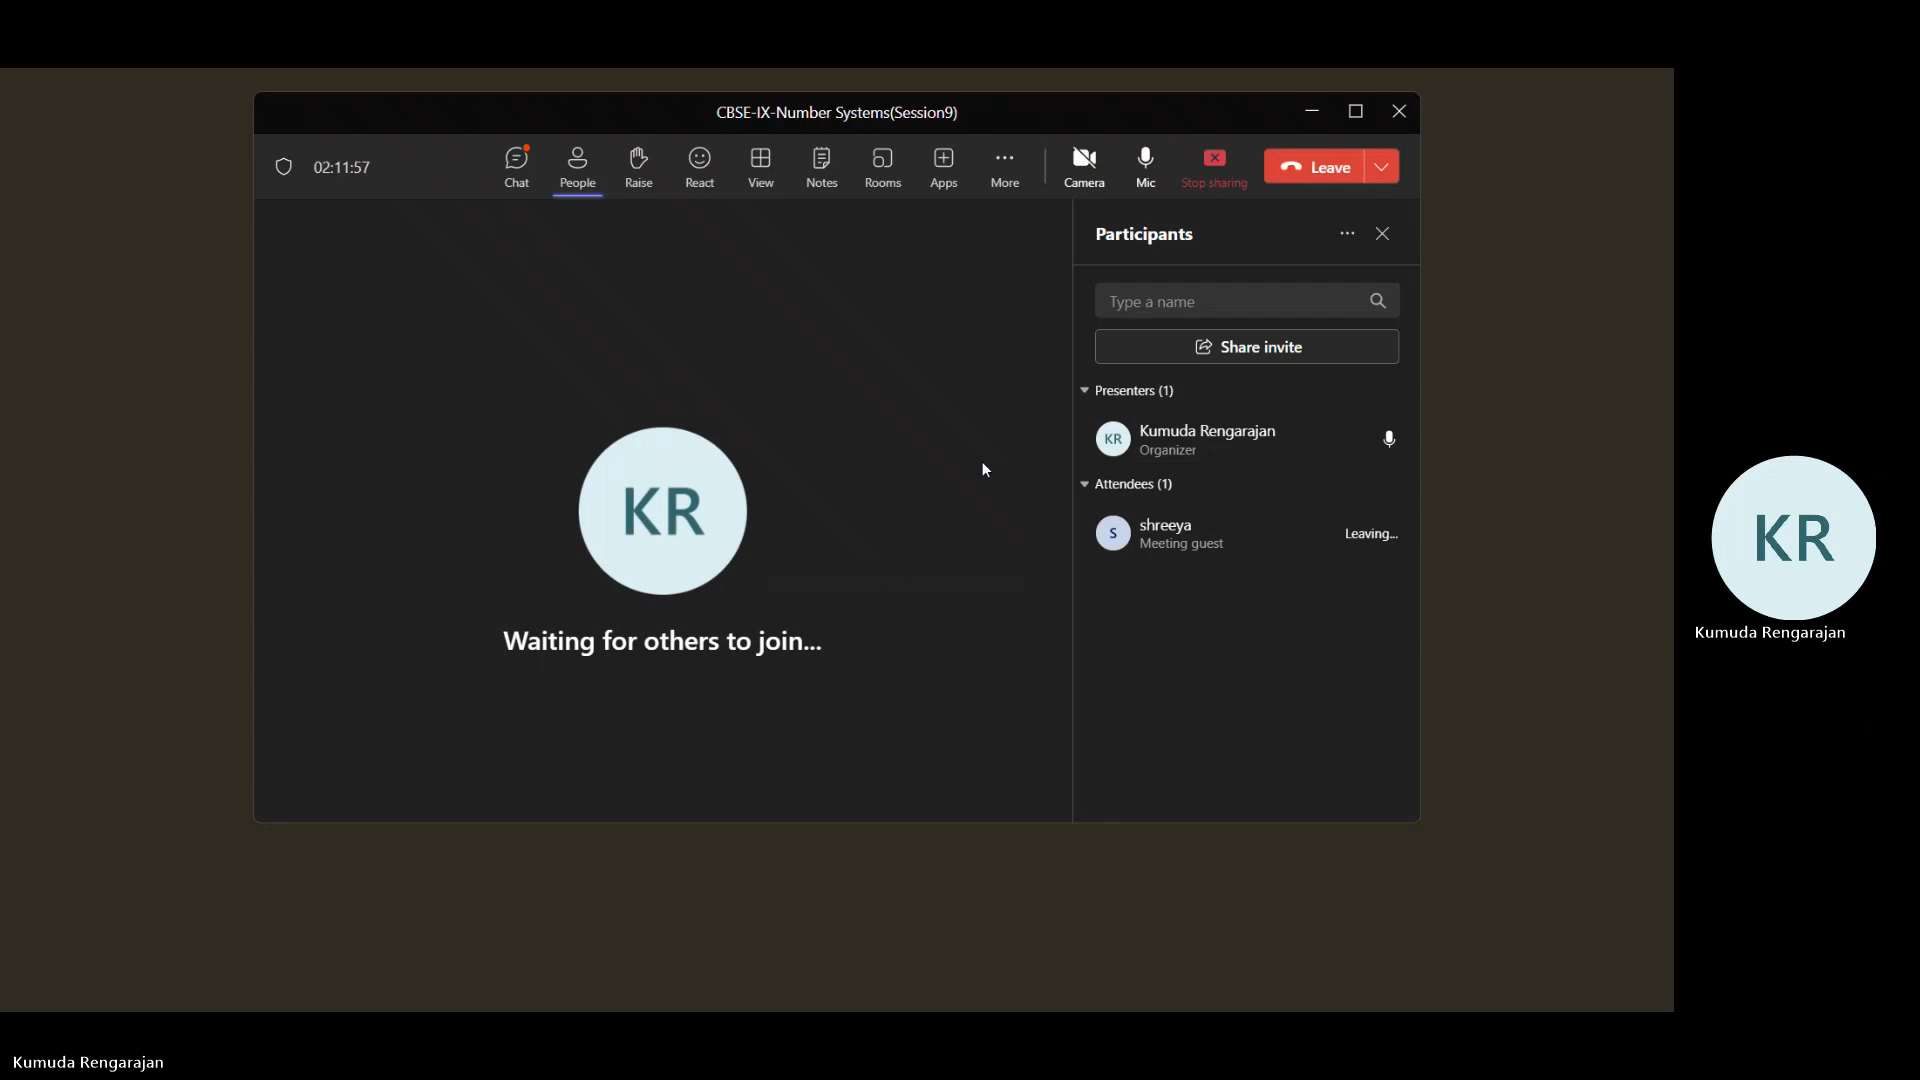 CBSE-IX-Number Systems(Session9)
02:11:57
Chat
People
Raise
React
View
Notes
Rooms
Apps
More
Camera
Mic
Stop sharing
Leave
Participants
Type a name
Share invite
Presenters (1)
KR
Kumuda Rengarajan
Organizer
Attendees (1)
S
shreeya
Meeting guest
Leaving...
KR
Waiting for others to join...
KR
Kumuda Rengarajan
Kumuda Rengarajan